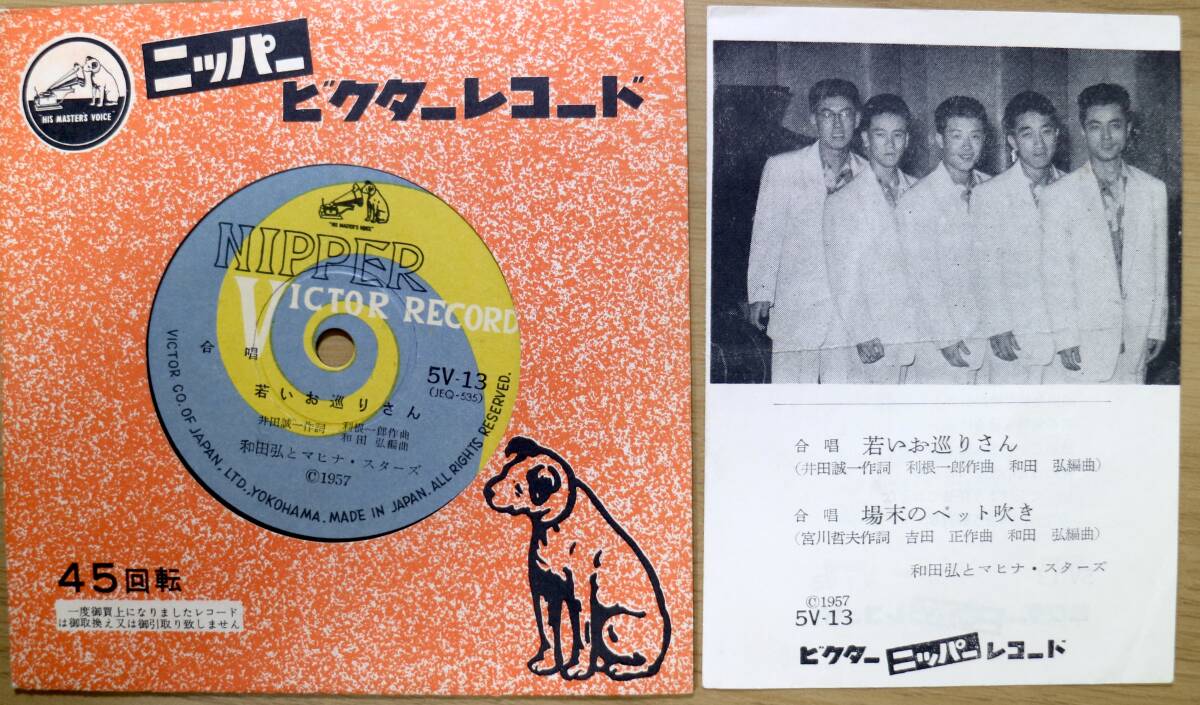 ニッパー
ビクターレコード
"HIS MASTER'S VOICE"
"HIS MASTER'S VOICE"
NIPPER
VICTOR RECORD
合唱
5V-13
(JEQ-535)
若いお巡りさん
井田誠一作詞 利根一郎作曲
和田 弘編曲
和田弘とマヒナ・スターズ
©1957
VICTOR CO. OF JAPAN, LTD., YOKOHAMA. MADE IN JAPAN. ALL RIGHTS RESERVED.
45回転
一度御買上になりましたレコード
は御取換え又は御引取り致しません
合唱 若いお巡りさん
(井田誠一作詞 利根一郎作曲 和田 弘編曲)
合唱 場末のペット吹き
(宮川哲夫作詞 吉田 正作曲 和田 弘編曲)
和田弘とマヒナ・スターズ
©1957
5V-13
ビクター ニッパー レコード